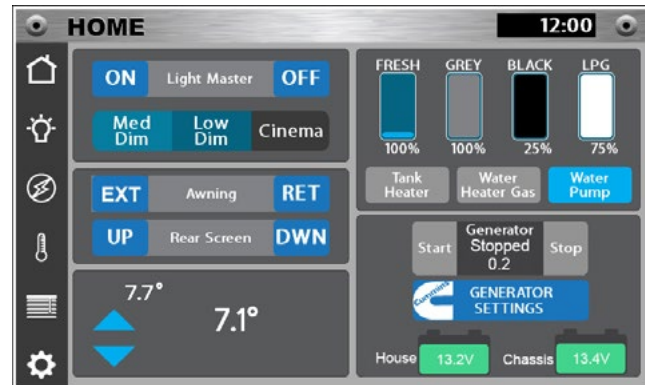 HOME
12:00
ON Light Master OFF
Med Dim
Low Dim
Cinema
EXT Awning RET
UP Rear Screen DWN
7.7°
7.1°
FRESH GREY BLACK LPG
100% 100% 25% 75%
Tank Heater
Water Heater Gas
Water Pump
Start
Generator
Stopped
0.2
Stop
Cummins
GENERATOR
SETTINGS
House 13.2V Chassis 13.4V